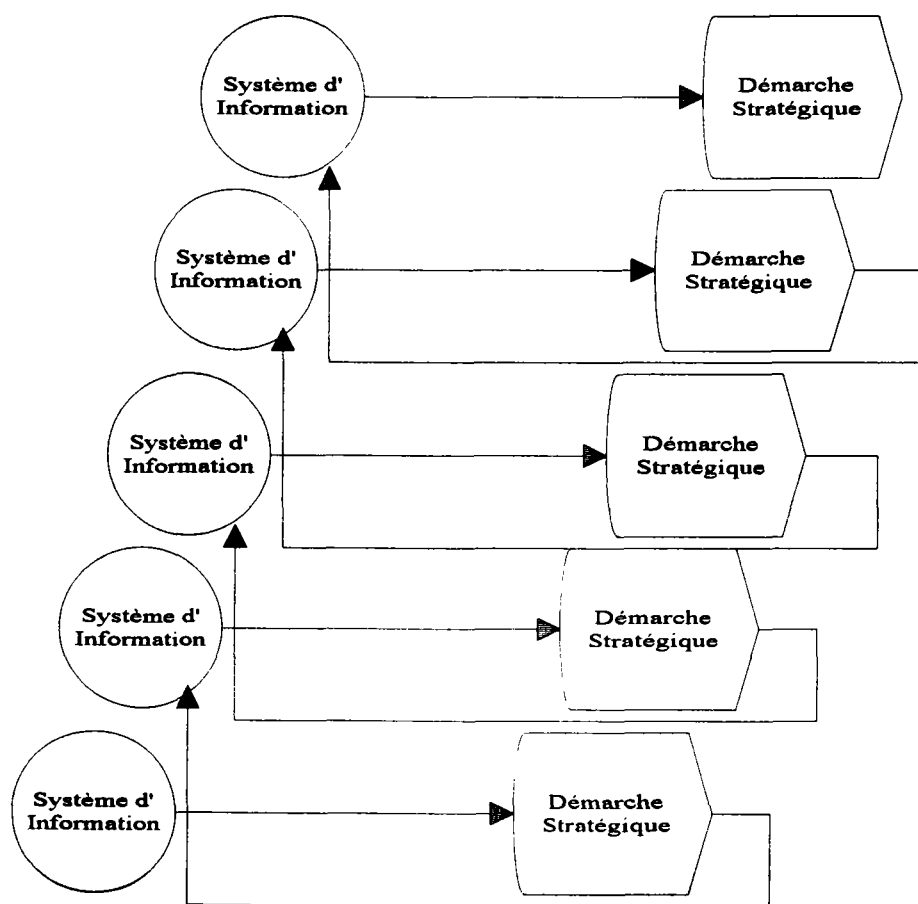 Système d'
Information
Démarche
Stratégique
Système d'
Information
Démarche
Stratégique
Système d'
Information
Démarche
Stratégique
Système d'
Information
Démarche
Stratégique
Système d'
Information
Démarche
Stratégique